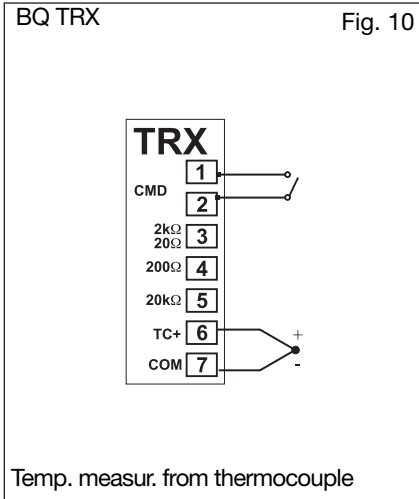 BQ TRX
Fig. 10
TRX
1
CMD
2
2kΩ
20Ω
3
200Ω 4
20kΩ 5
TC+ 6
+
COM 7
-
Temp. measur. from thermocouple